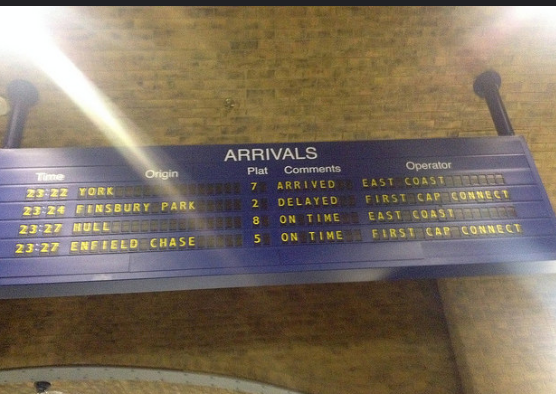 ARRIVALS
Time Origin Plat Comments Operator
23:22 YORK 7 ARRIVED EAST COAST
23:24 FINSBURY PARK 2 DELAYED FIRST CAP CONNECT
23:27 HULL 8 ON TIME EAST COAST
23:27 ENFIELD CHASE 5 ON TIME FIRST CAP CONNECT